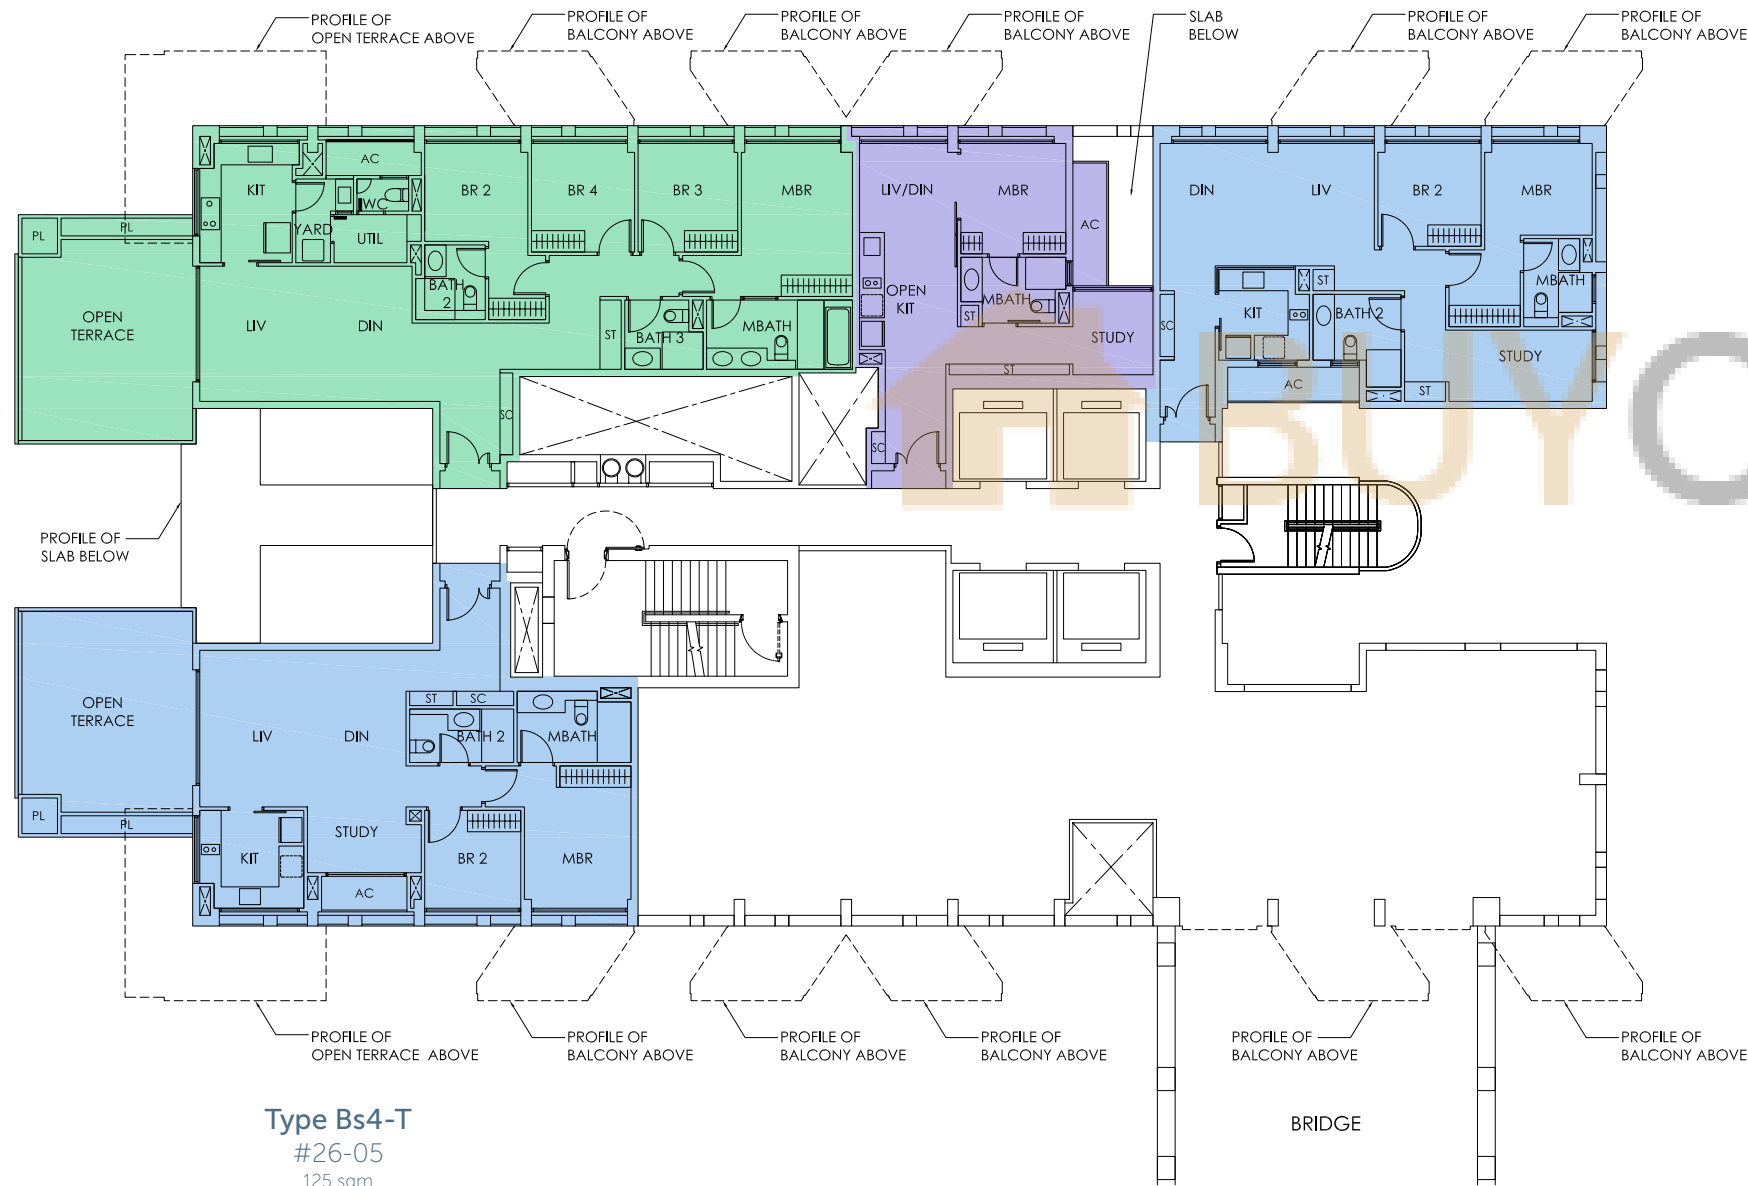 PROFILE OF
OPEN TERRACE ABOVE
PROFILE OF
BALCONY ABOVE
PROFILE OF
BALCONY ABOVE
PROFILE OF
BALCONY ABOVE
SLAB
BELOW
PROFILE OF
BALCONY ABOVE
PROFILE OF
BALCONY ABOVE
KIT
AC
WC
YARD
UTIL
BR 2
BR 4
BR 3
MBR
LIV/DIN
MBR
AC
DIN
LIV
BR 2
MBR
PL
PL
OPEN
TERRACE
LIV
DIN
BATH
2
ST
BATH 3
MBATH
OPEN
KIT
MBATH
ST
STUDY
ST
SC
SC
SC
KIT
ST
BATH 2
MBATH
STUDY
AC
ST
BUYC
PROFILE OF
SLAB BELOW
OPEN
TERRACE
LIV
DIN
ST
SC
BATH 2
MBATH
PL
PL
KIT
STUDY
AC
BR 2
MBR
PROFILE OF
OPEN TERRACE ABOVE
PROFILE OF
BALCONY ABOVE
PROFILE OF
BALCONY ABOVE
PROFILE OF
BALCONY ABOVE
PROFILE OF
BALCONY ABOVE
PROFILE OF
BALCONY ABOVE
BRIDGE
Type Bs4-T
#26-05
125 sqm